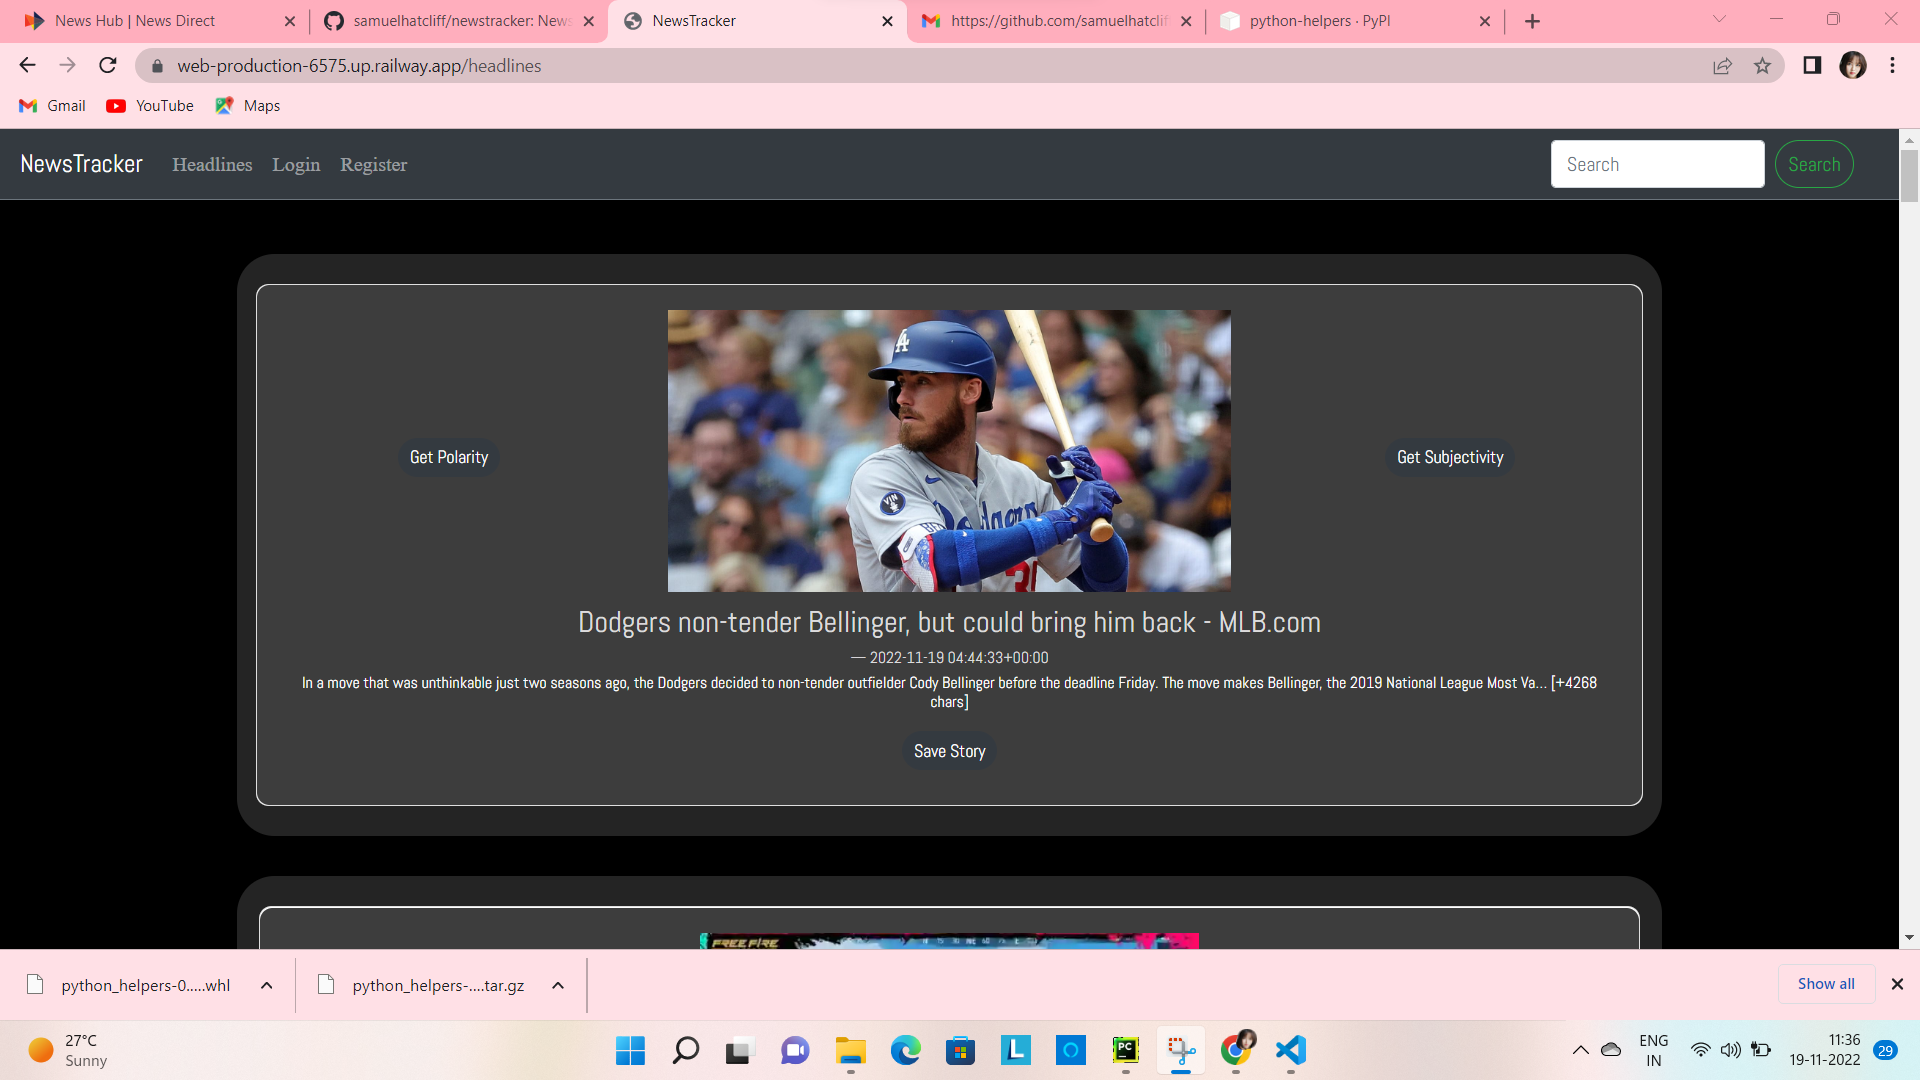 News Hub | News Direct
samuelhatcliff/newstracker: News
NewsTracker
https://github.com/samuelhatcliff
python-helpers · PyPI
web-production-6575.up.railway.app/headlines
Gmail
YouTube
Maps
NewsTracker
Headlines
Login
Register
Search
Search
Get Polarity
Get Subjectivity
Dodgers non-tender Bellinger, but could bring him back - MLB.com
— 2022-11-19 04:44:33+00:00
In a move that was unthinkable just two seasons ago, the Dodgers decided to non-tender outfielder Cody Bellinger before the deadline Friday. The move makes Bellinger, the 2019 National League Most Va… [+4268
chars]
Save Story
FREE FIRE
python_helpers-0.....whl
python_helpers-....tar.gz
Show all
27°C
Sunny
ENG
IN
11:36
19-11-2022
29